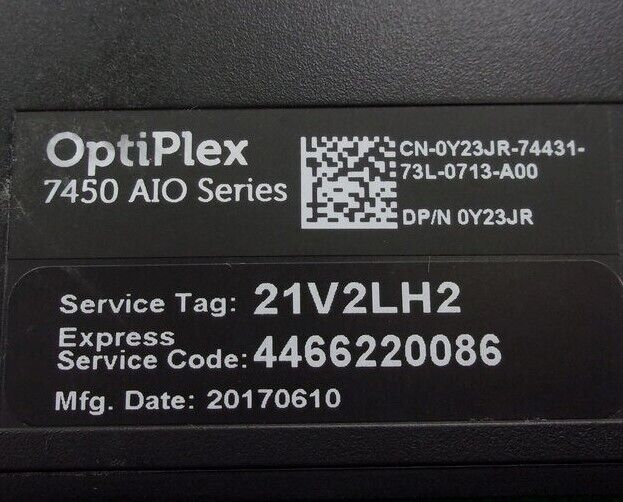 OptiPlex
7450 AIO Series
CN-0Y23JR-74431-
73L-0713-A00
DP/N 0Y23JR
Service Tag: 21V2LH2
Express
Service Code: 4466220086
Mfg. Date: 20170610